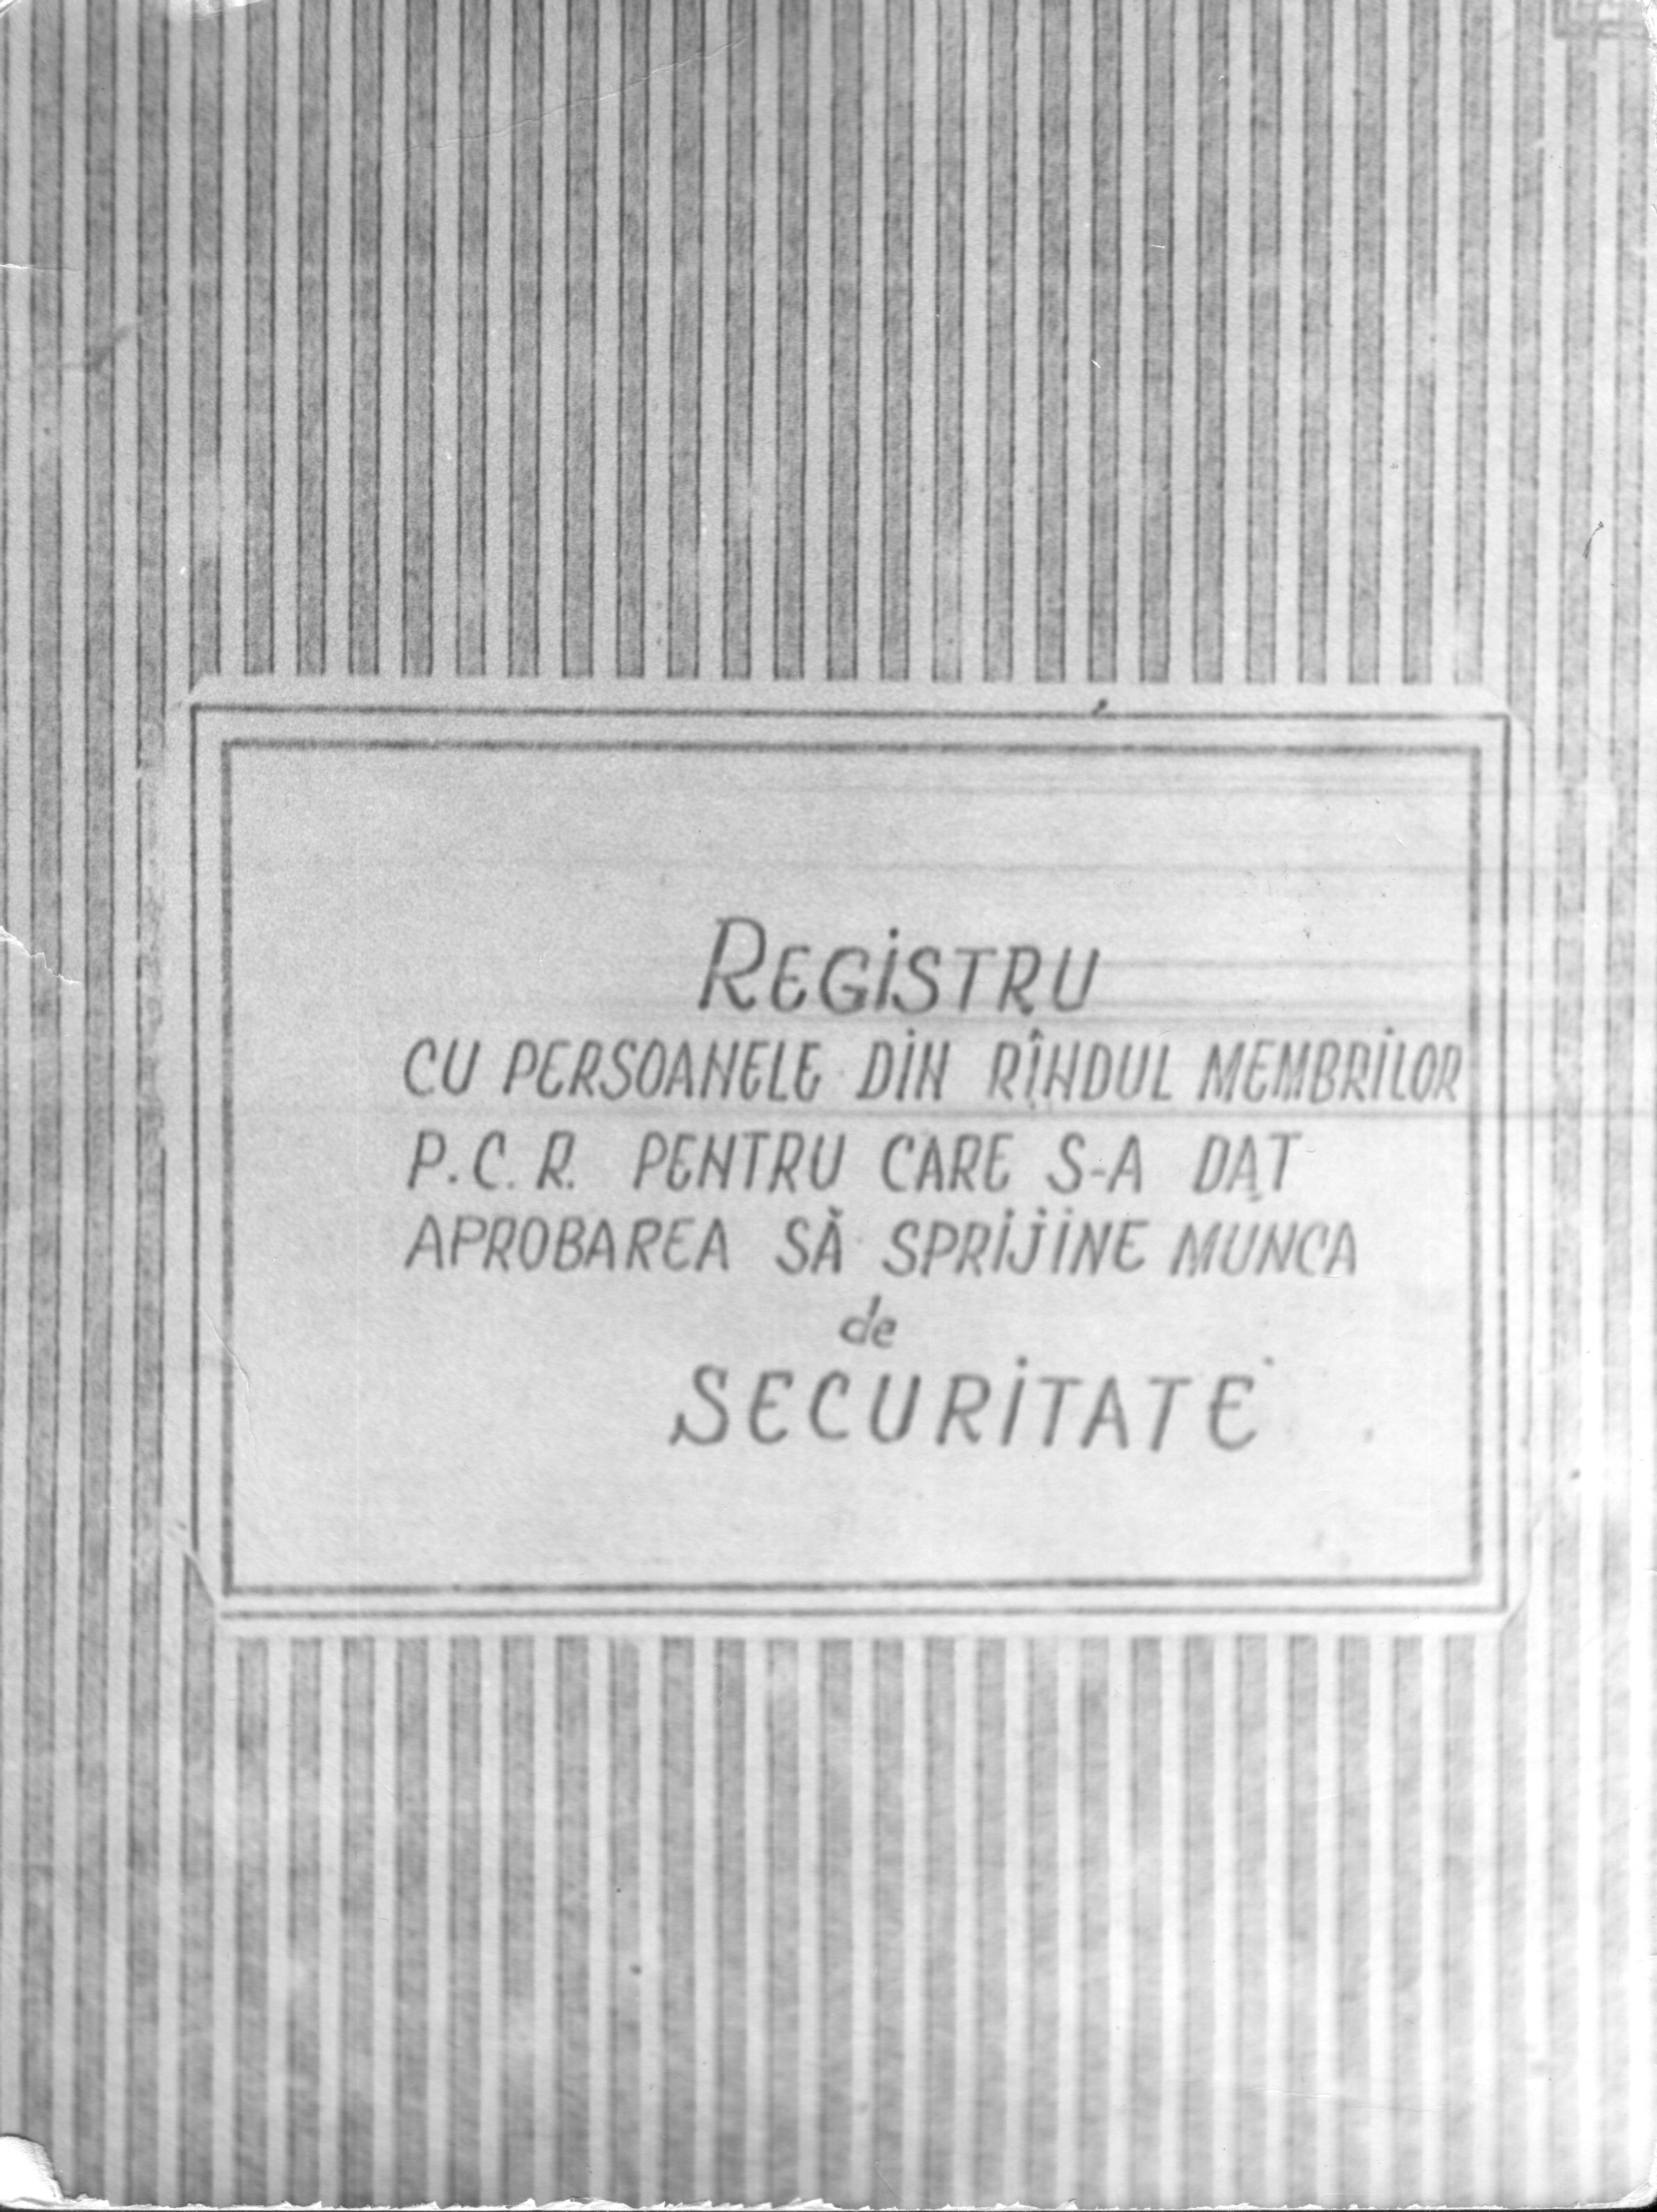 REGISTRU
CU PERSOANELE DIN RÎNDUL MEMBRILOR
P.C.R. PENTRU CARE S-A DAT
APROBAREA SĂ SPRIJINE MUNCA
de
SECURITATE